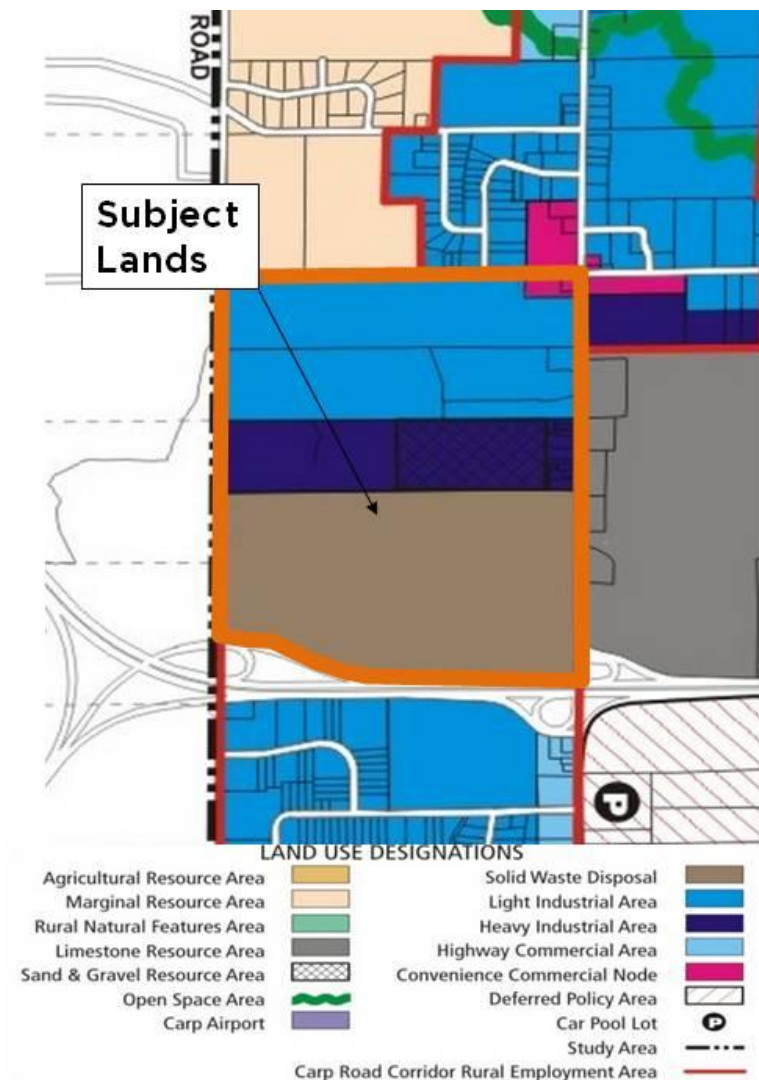 ROAD
Subject
Lands
P
LAND USE DESIGNATIONS
Agricultural Resource Area
Marginal Resource Area
Rural Natural Features Area
Limestone Resource Area
Sand & Gravel Resource Area
Open Space Area
Carp Airport
Solid Waste Disposal
Light Industrial Area
Heavy Industrial Area
Highway Commercial Area
Convenience Commercial Node
Deferred Policy Area
Car Pool Lot P
Study Area
Carp Road Corridor Rural Employment Area